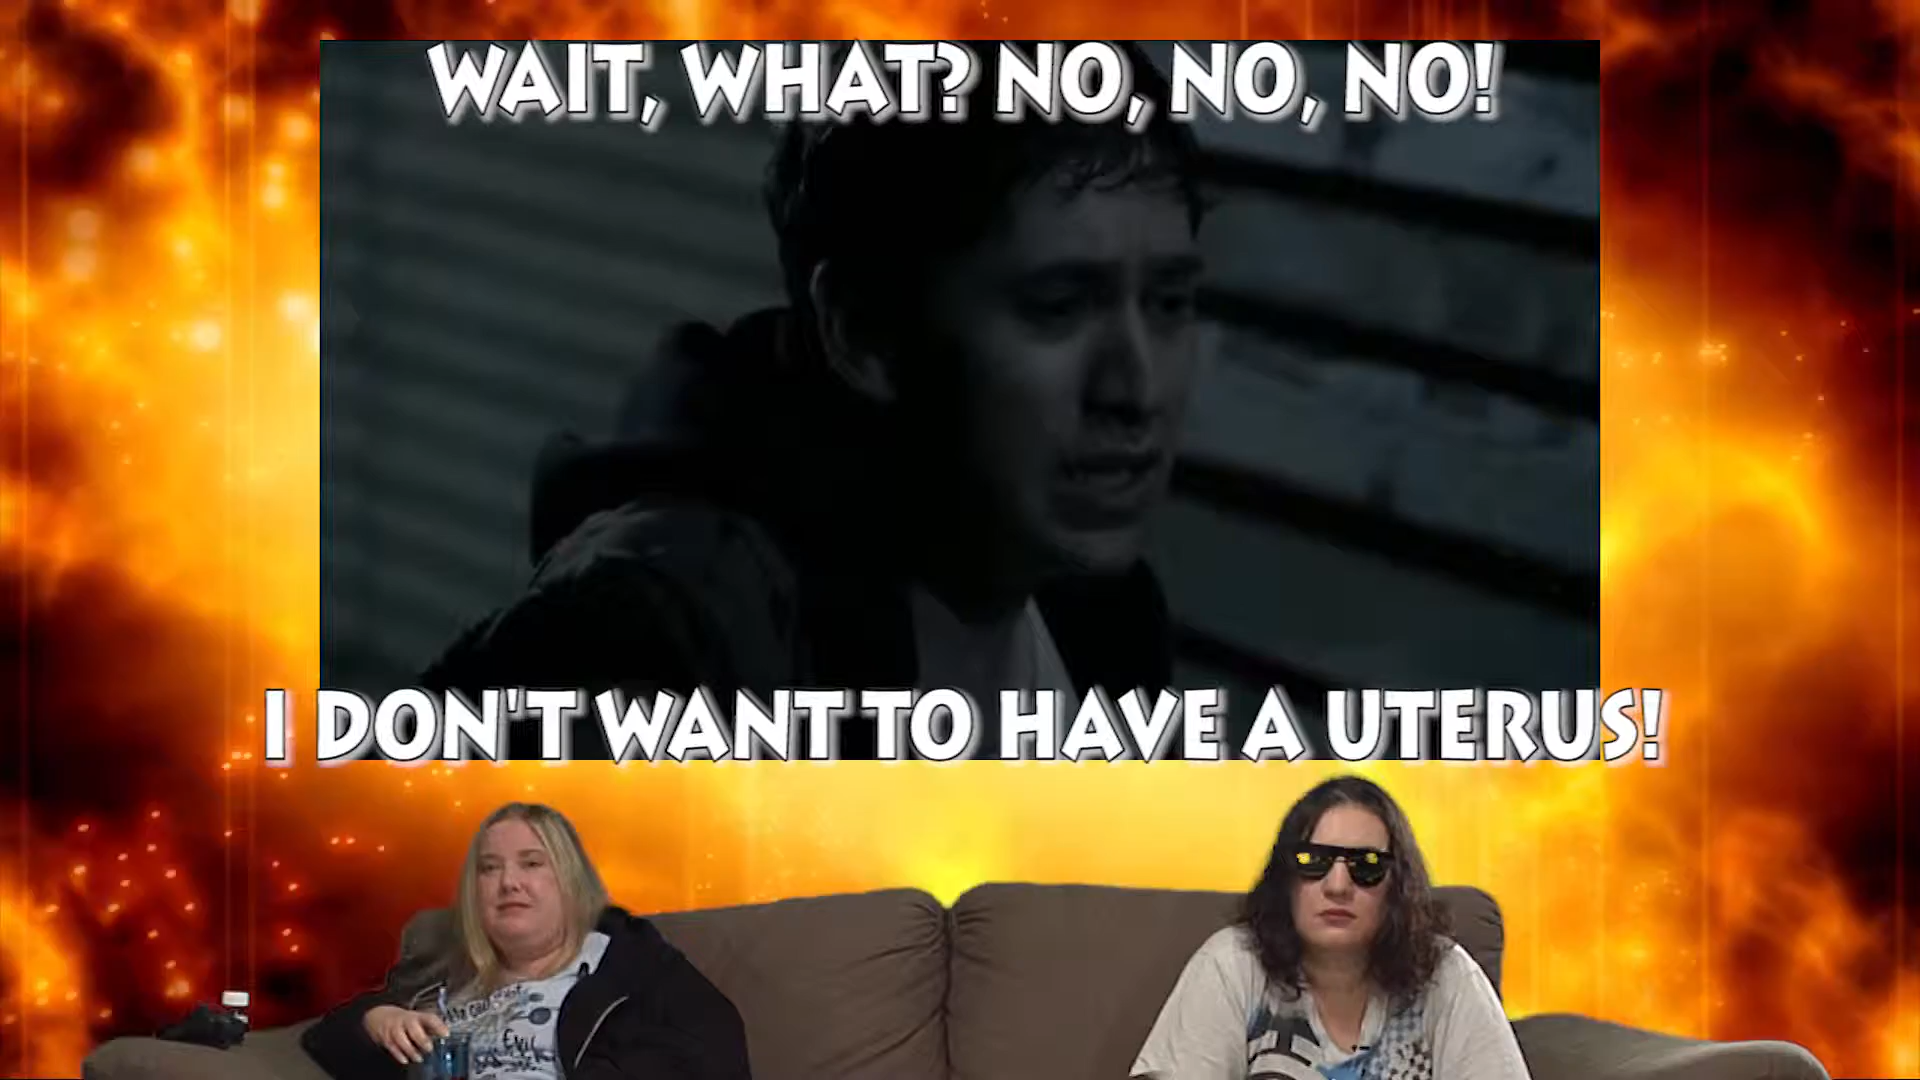 WAIT, WHAT? NO, NO, NO!
I DON'T WANT TO HAVE A UTERUS!